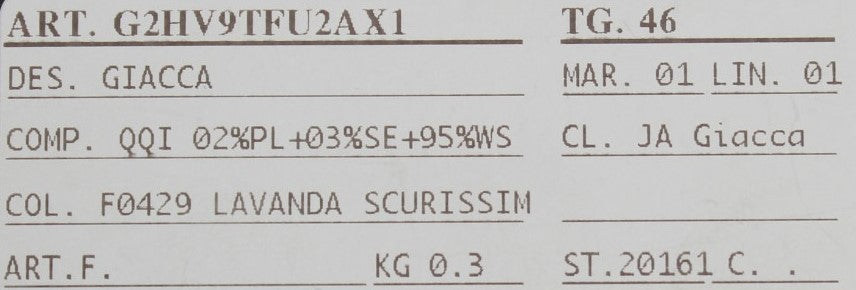 ART. G2HV9TFU2AX1 TG. 46
DES. GIACCA MAR. 01 LIN. 01
COMP. QQI 02%PL+03%SE+95%WS CL. JA Giacca
COL. F0429 LAVANDA SCURISSIM
ART.F. KG 0.3 ST.20161 C. .